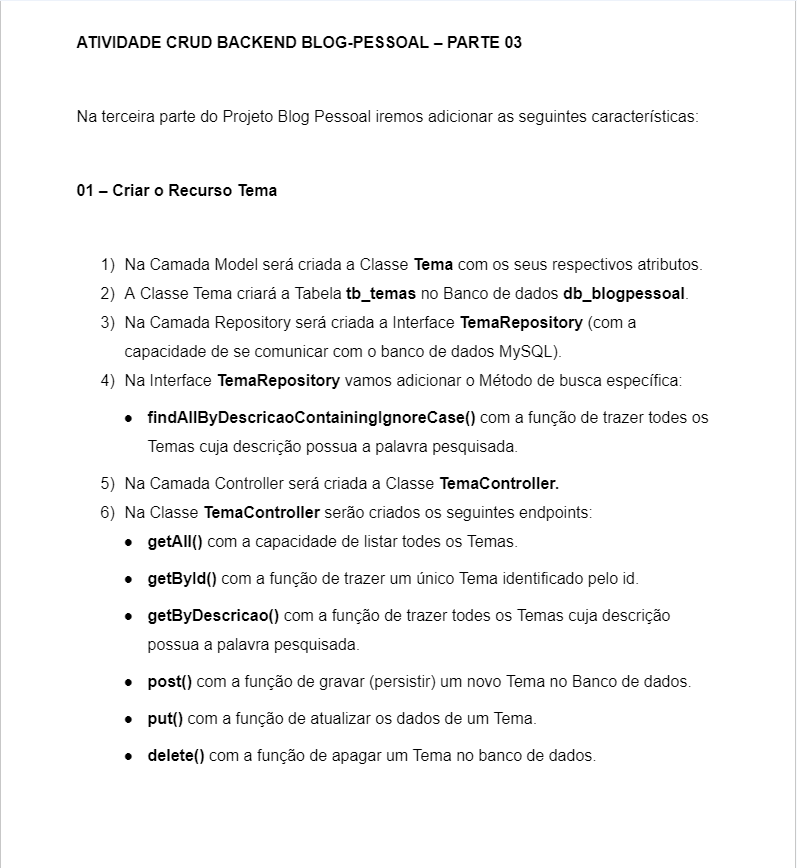 ATIVIDADE CRUD BACKEND BLOG-PESSOAL – PARTE 03
Na terceira parte do Projeto Blog Pessoal iremos adicionar as seguintes características:
01 – Criar o Recurso Tema
1) Na Camada Model será criada a Classe Tema com os seus respectivos atributos.
2) A Classe Tema criará a Tabela tb_temas no Banco de dados db_blogpessoal.
3) Na Camada Repository será criada a Interface TemaRepository (com a
capacidade de se comunicar com o banco de dados MySQL).
4) Na Interface TemaRepository vamos adicionar o Método de busca específica:
● findAllByDescricaoContainingIgnoreCase() com a função de trazer todes os
Temas cuja descrição possua a palavra pesquisada.
5) Na Camada Controller será criada a Classe TemaController.
6) Na Classe TemaController serão criados os seguintes endpoints:
● getAll() com a capacidade de listar todes os Temas.
● getById() com a função de trazer um único Tema identificado pelo id.
● getByDescricao() com a função de trazer todes os Temas cuja descrição
possua a palavra pesquisada.
● post() com a função de gravar (persistir) um novo Tema no Banco de dados.
● put() com a função de atualizar os dados de um Tema.
● delete() com a função de apagar um Tema no banco de dados.